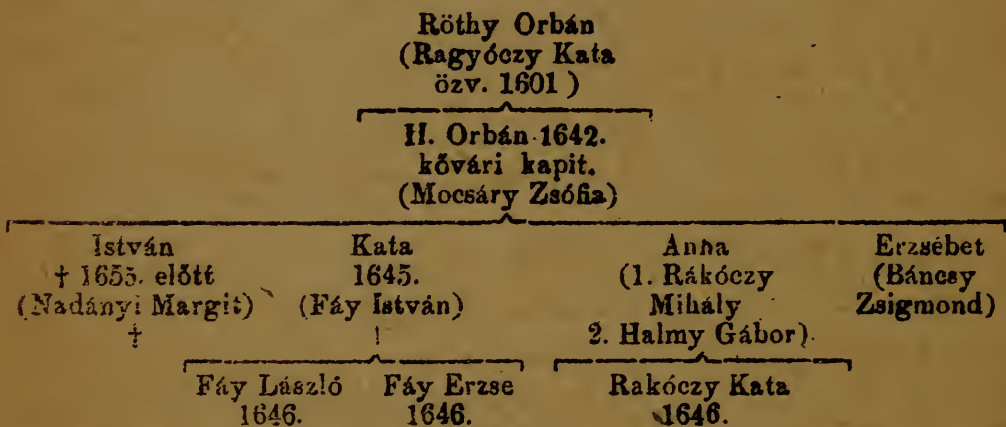 Röthy Orbán
(Ragyóczy Kata
özv. 1601 )
II. Orbán 1642.
kővári kapit.
(Mocsáry Zsófia)
István Kata Anna Erzsébet
† 1655. előtt 1645. (1. Rákóczy (Báncsy
(Nadányi Margit) (Fáy István) Mihály Zsigmond)
† 2. Halmy Gábor)
Fáy László Fáy Erzse Rakóczy Kata
1646. 1646. 1646.